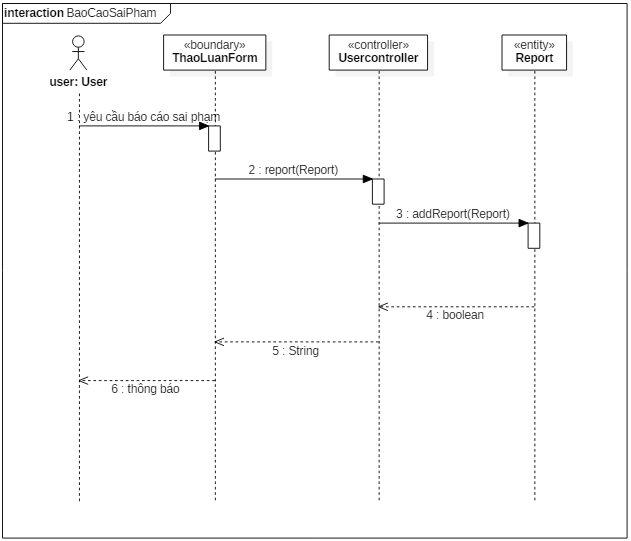 interaction BaoCaoSaiPham
«boundary»
ThaoLuanForm
«controller»
Usercontroller
«entity»
Report
user: User
1 : yêu cầu báo cáo sai phạm
2 : report(Report)
3 : addReport(Report)
4 : boolean
5 : String
6 : thông báo